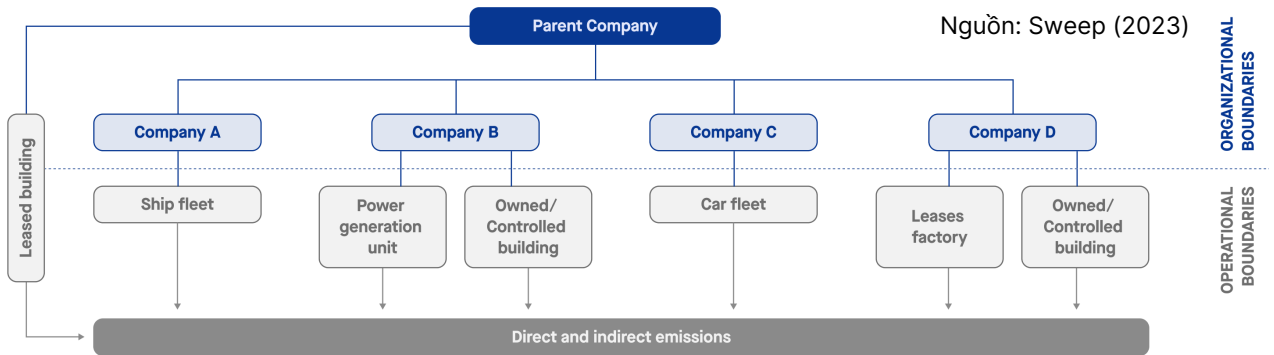 Parent Company
Nguồn: Sweep (2023)
ORGANIZATIONAL
BOUNDARIES
Leased building
Company A
Company B
Company C
Company D
Ship fleet
Power
generation
unit
Owned/
Controlled
building
Car fleet
Leases
factory
Owned/
Controlled
building
OPERATIONAL
BOUNDARIES
Direct and indirect emissions